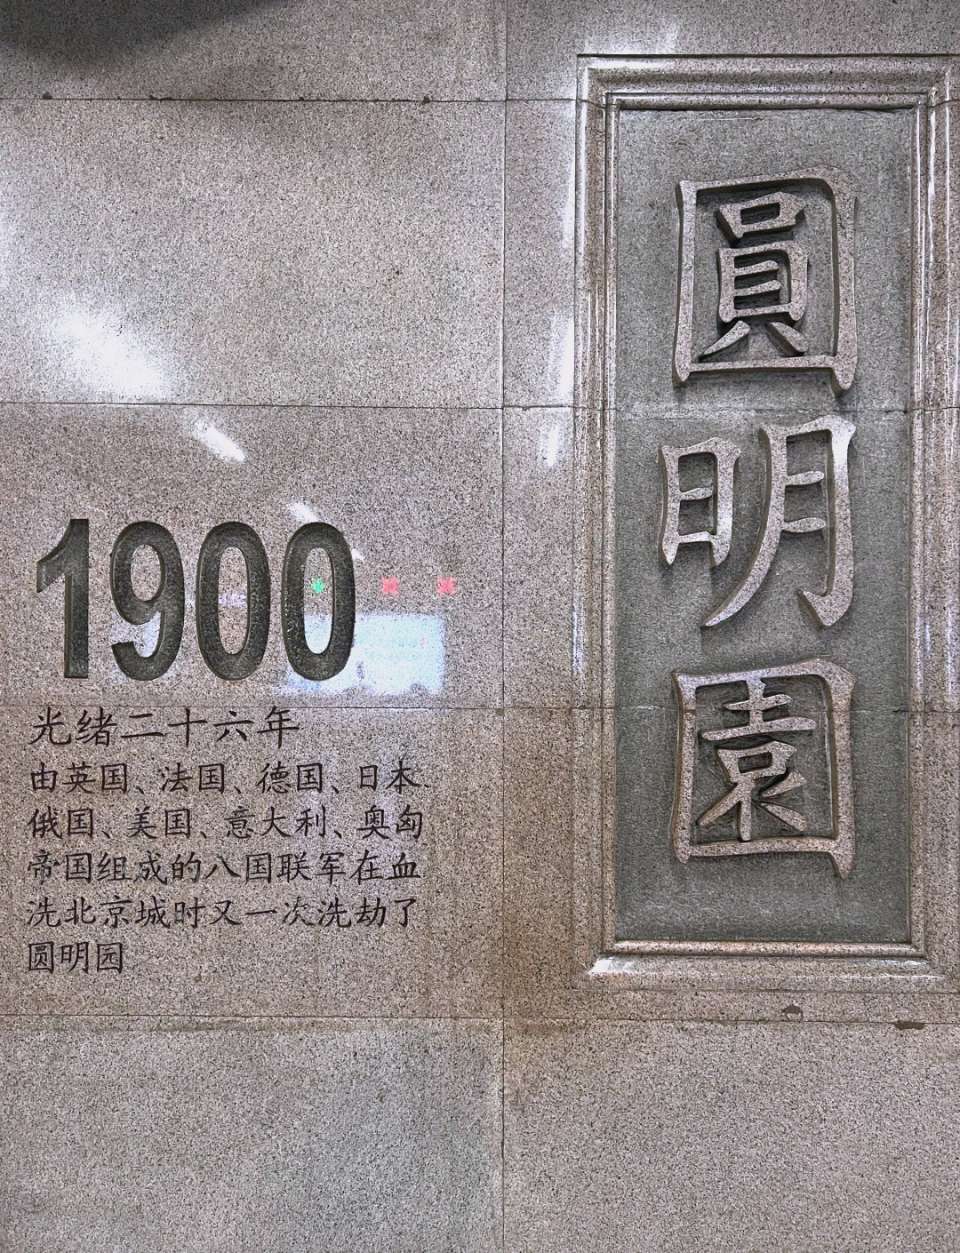 圓明園
1900
光绪二十六年
由英国、法国、德国、日本、
俄国、美国、意大利、奥匈
帝国组成的八国联军在血
洗北京城时又一次洗劫了
圆明园